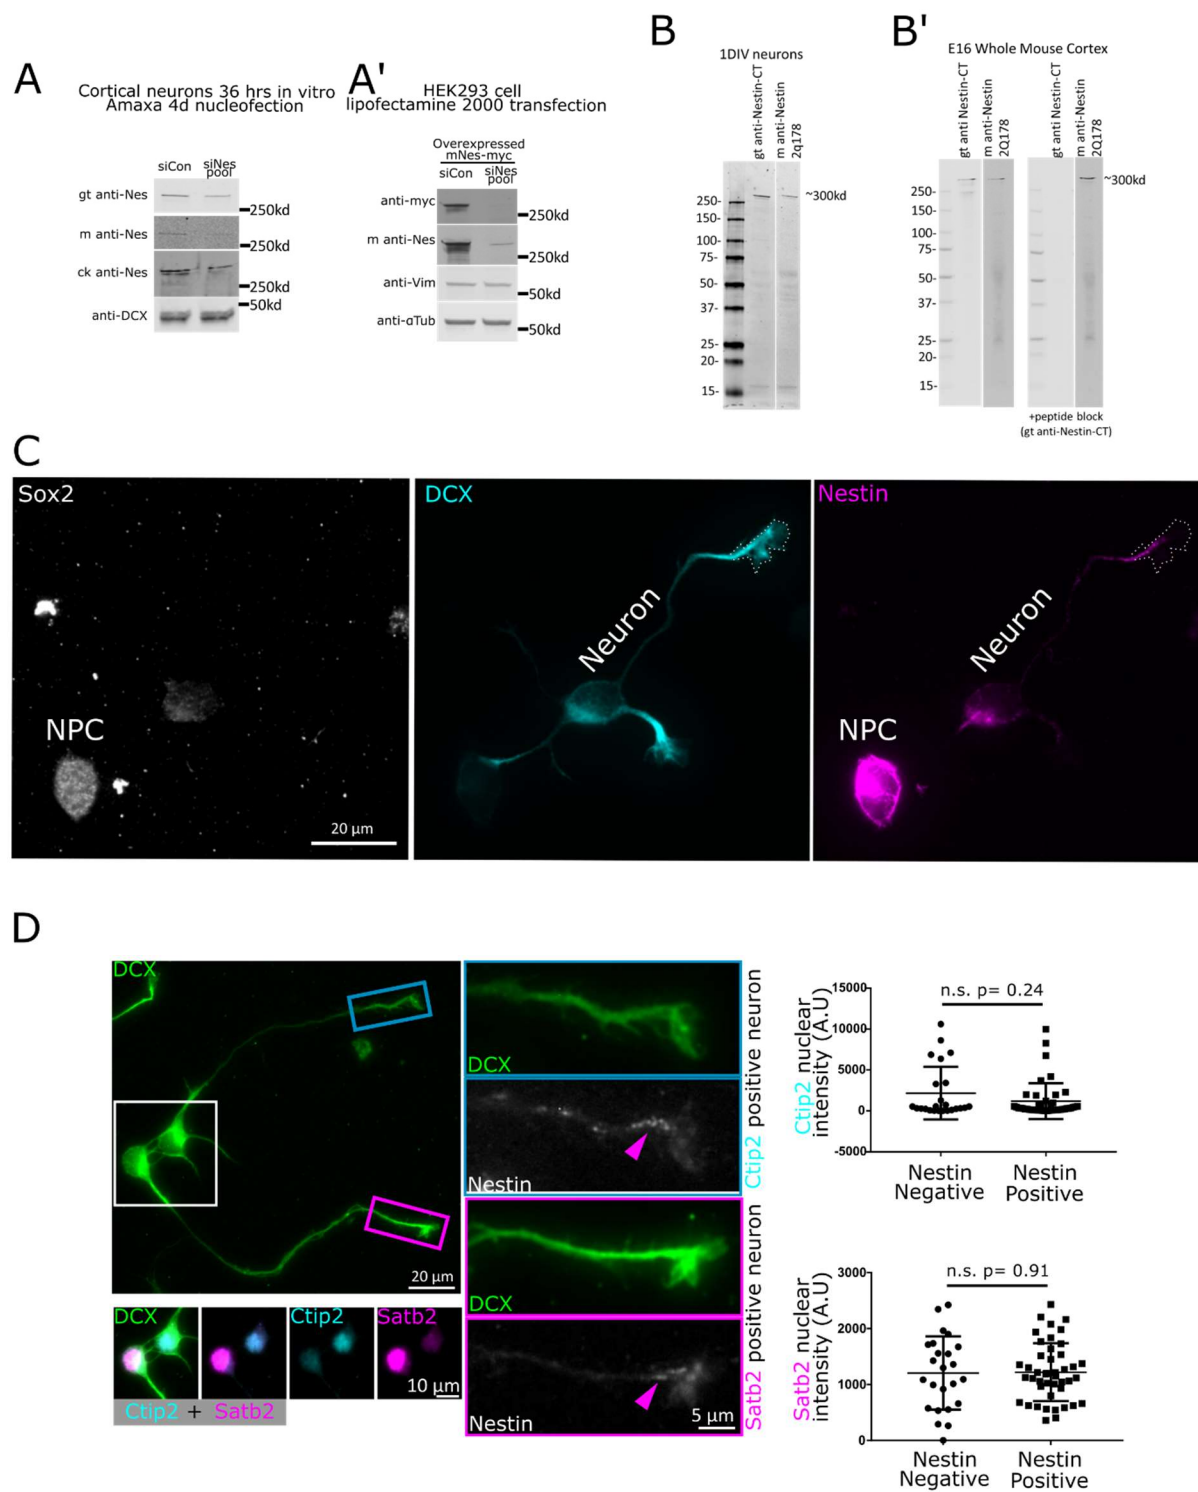 A
Cortical neurons 36 hrs in vitro
Amaxa 4d nucleofection
siCon
siNes
pool
gt anti-Nes
250kd
m anti-Nes
250kd
ck anti-Nes
250kd
50kd
anti-DCX
A'
HEK293 cell
lipofectamine 2000 transfection
Overexpressed
mNes-myc
siCon
siNes
pool
anti-myc
250kd
m anti-Nes
250kd
anti-Vim
50kd
anti-αTub
50kd
B
1DIV neurons
gt anti-Nestin-CT
m anti-Nestin
2q178
~300kd
250-
150-
100-
75-
50-
37-
25-
20-
15-
B'
E16 Whole Mouse Cortex
gt anti Nestin-CT
m anti-Nestin
2Q178
gt anti Nestin-CT
m anti-Nestin
2Q178
~300kd
250-
150-
100-
75-
50-
37-
25-
20-
15-
+peptide block
(gt anti-Nestin-CT)
C
Sox2
NPC
20 µm
DCX
Neuron
Nestin
Neuron
NPC
D
DCX
20 µm
DCX
Ctip2
Satb2
10 µm
Ctip2 + Satb2
DCX
Nestin
Ctip2 positive neuron
DCX
Nestin
5 µm
Satb2 positive neuron
n.s. p= 0.24
15000
10000
5000
0
-5000
Ctip2 nuclear
intensity (A.U)
Nestin
Negative
Nestin
Positive
n.s. p= 0.91
3000
2000
1000
0
Satb2 nuclear
intensity (A.U)
Nestin
Negative
Nestin
Positive